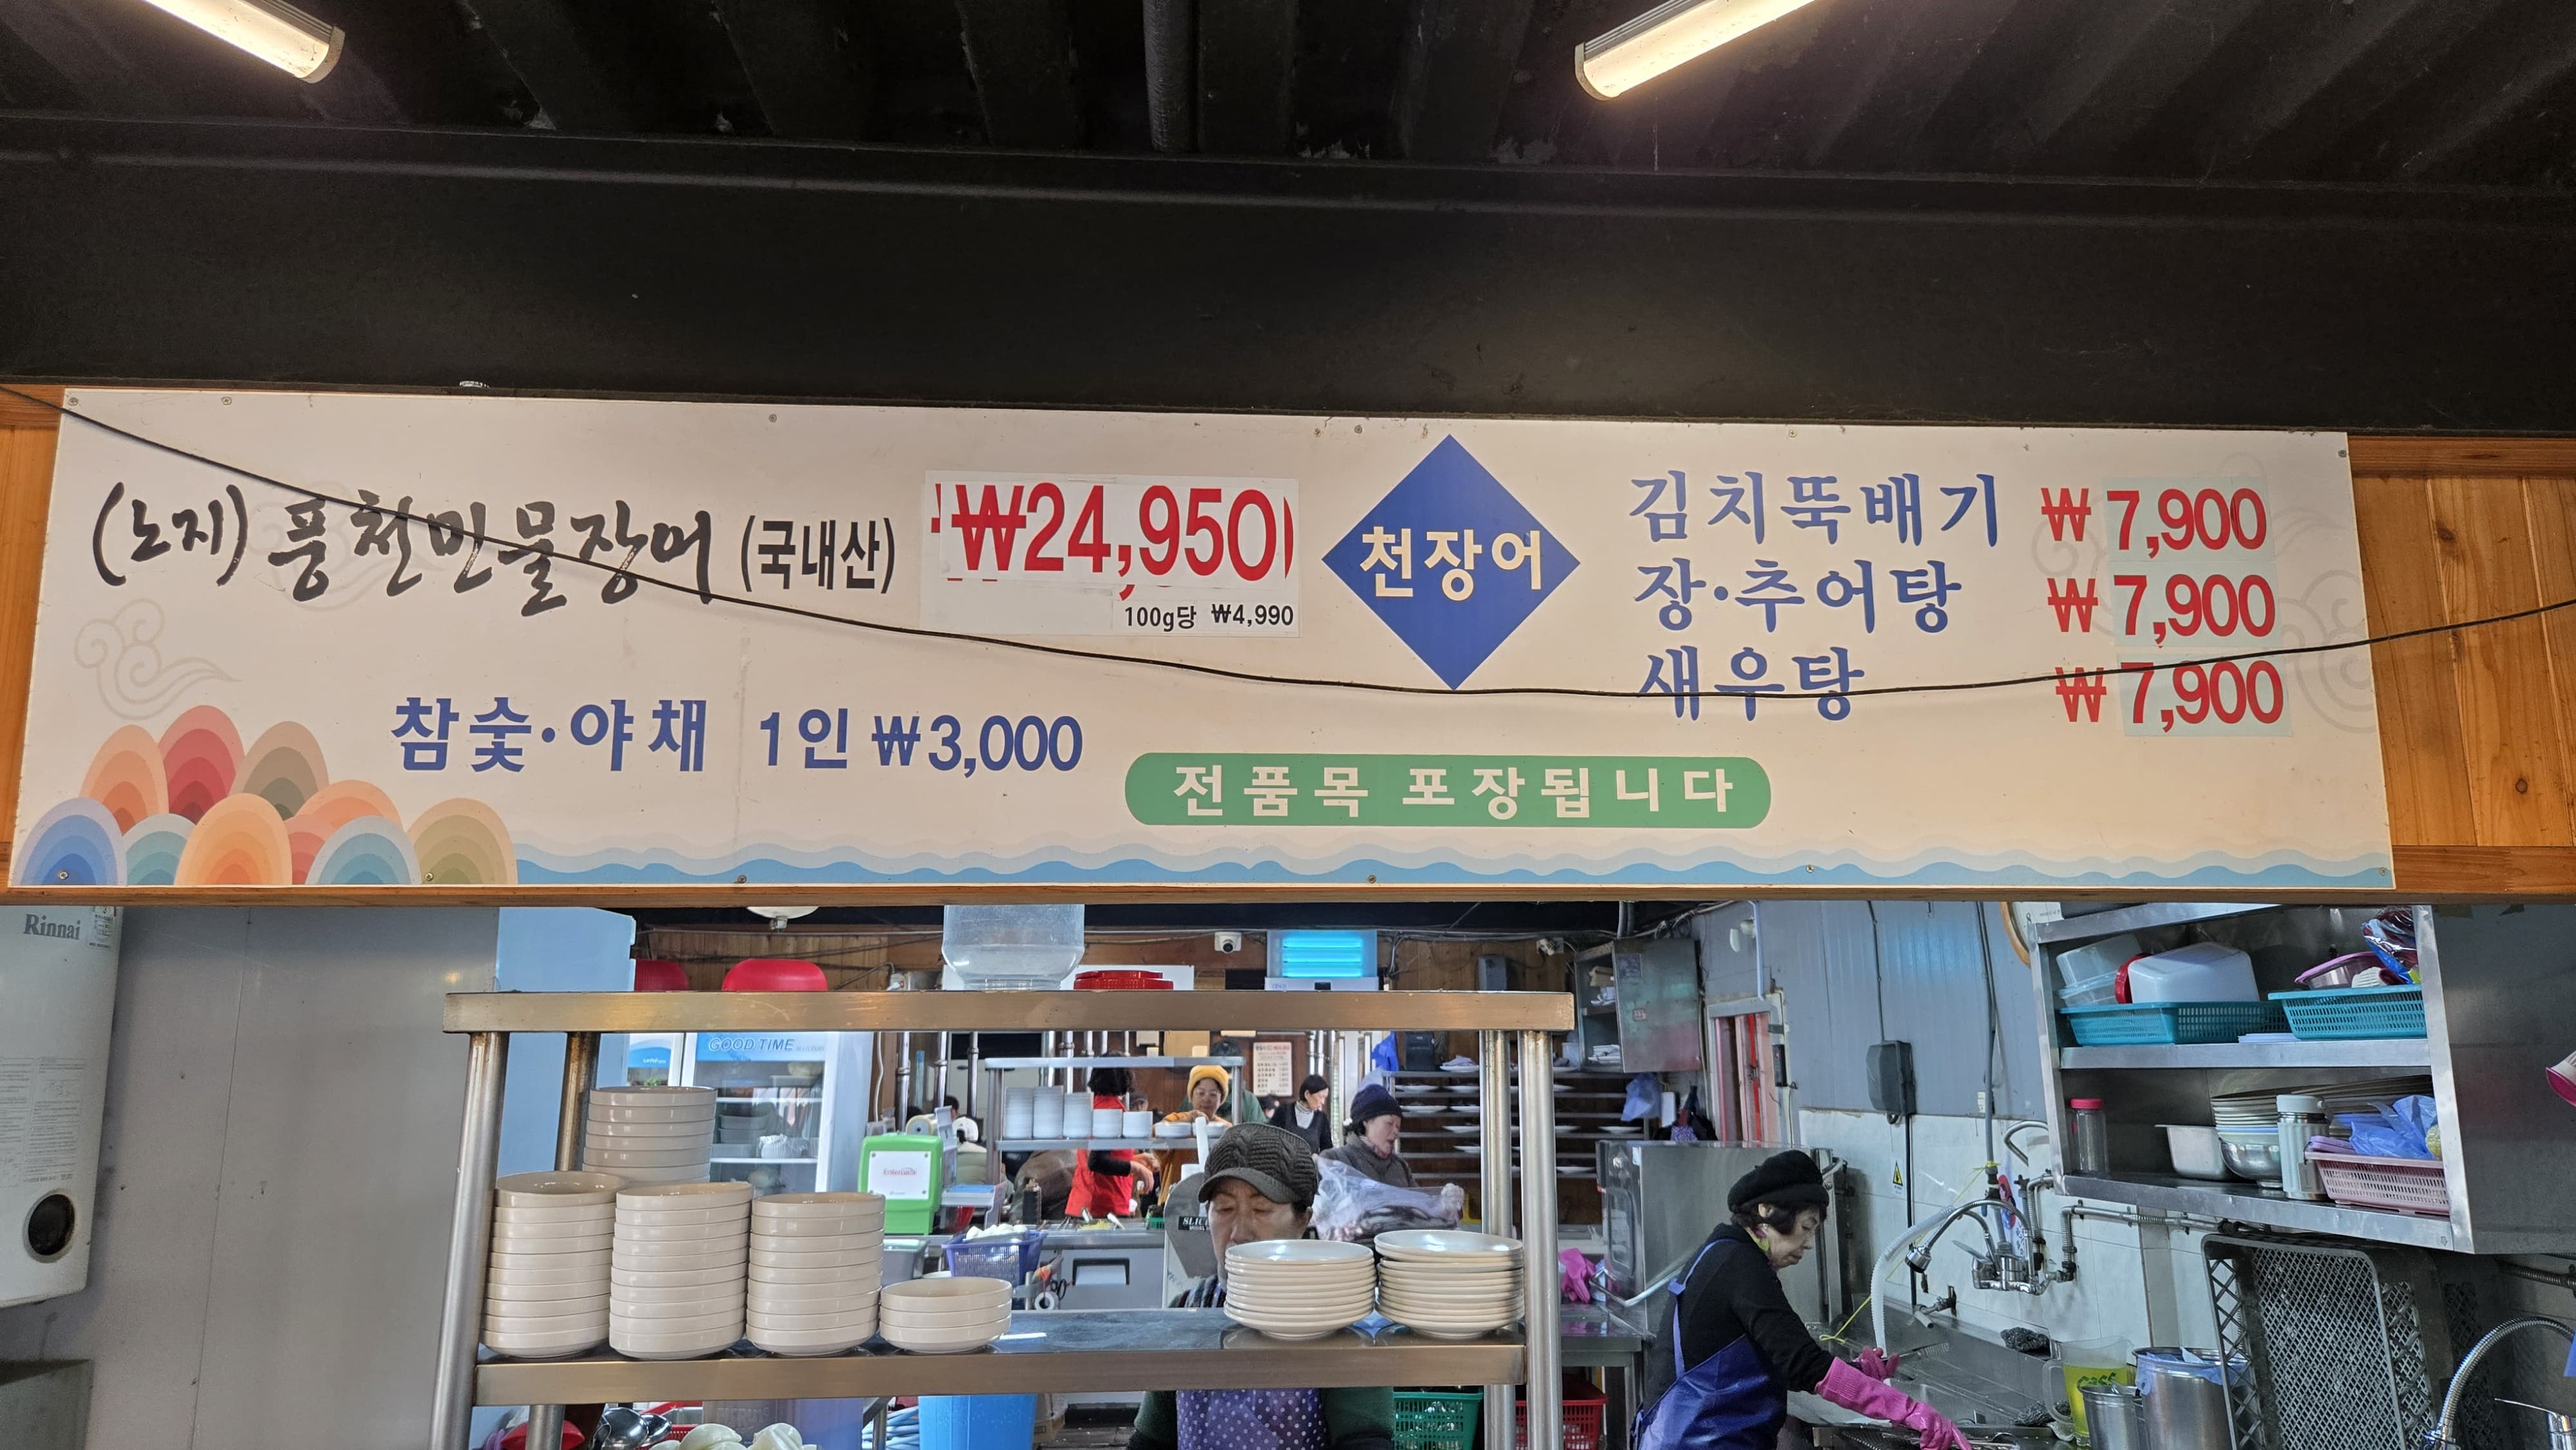 (노지) 풍천민물장어 (국내산) ₩24,950
100g당 ₩4,990
참숯·야채 1인 ₩3,000
천장어
김치뚝배기 ₩7,900
장·추어탕 ₩7,900
새우탕 ₩7,900
전품목 포장됩니다
Rinnai
GOOD TIME